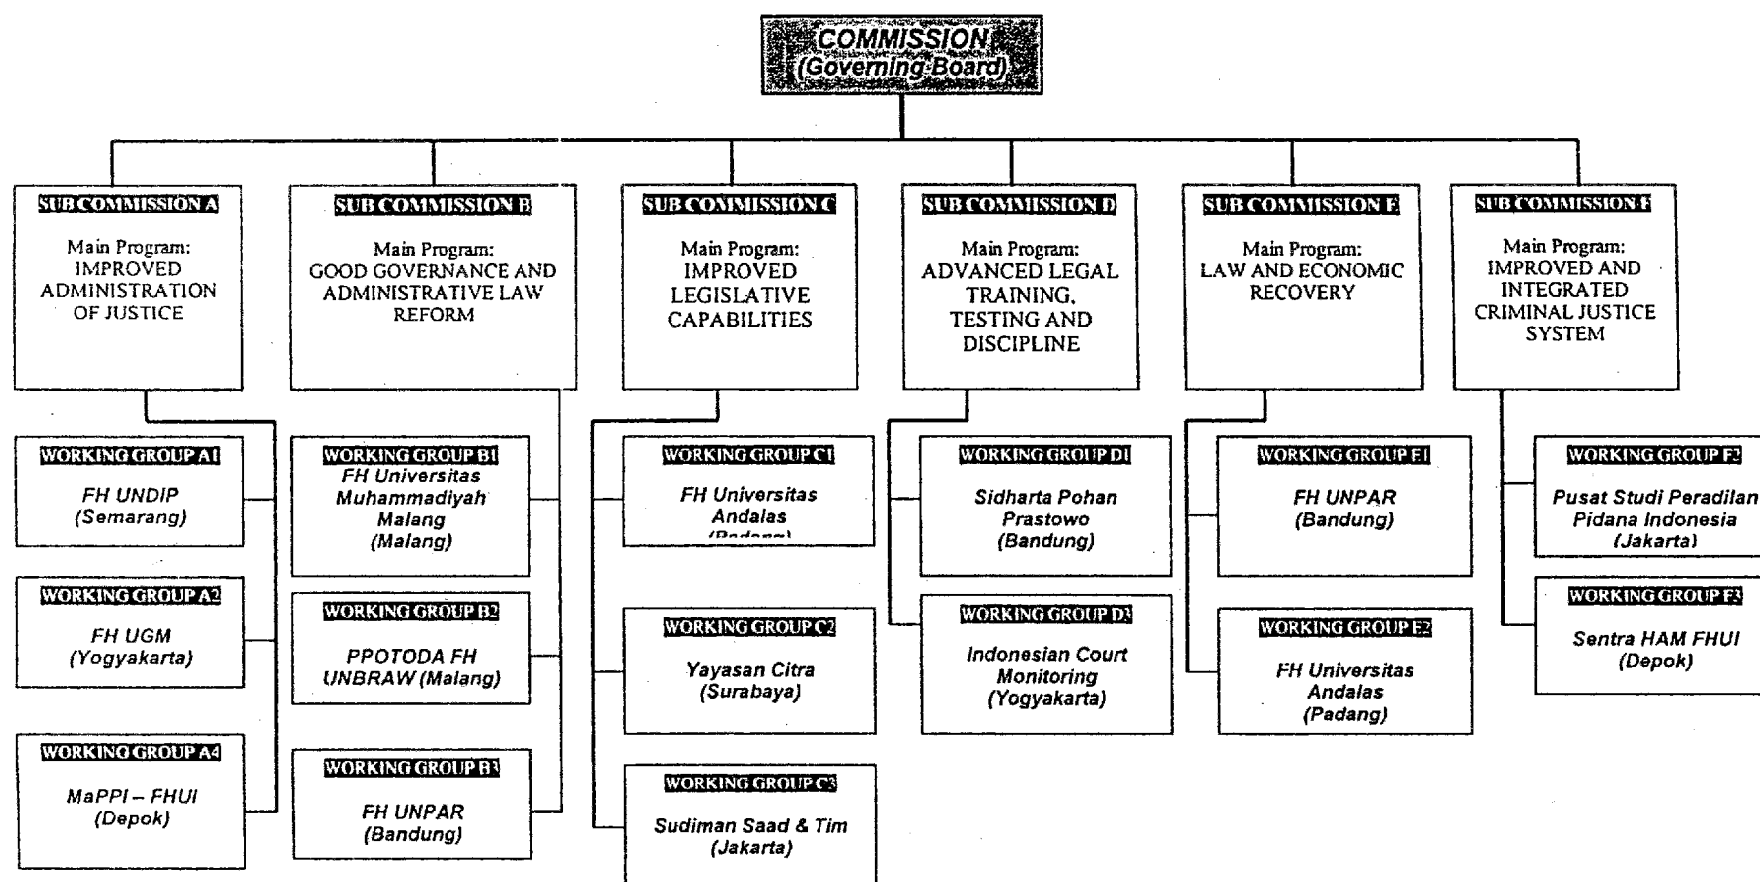 COMMISSION
(Governing Board)
SUB COMMISSION A
Main Program:
IMPROVED
ADMINISTRATION
OF JUSTICE
SUB COMMISSION B
Main Program:
GOOD GOVERNANCE AND
ADMINISTRATIVE LAW
REFORM
SUB COMMISSION C
Main Program:
IMPROVED
LEGISLATIVE
CAPABILITIES
SUB COMMISSION D
Main Program:
ADVANCED LEGAL
TRAINING,
TESTING AND
DISCIPLINE
SUB COMMISSION E
Main Program:
LAW AND ECONOMIC
RECOVERY
SUB COMMISSION F
Main Program:
IMPROVED AND
INTEGRATED
CRIMINAL JUSTICE
SYSTEM
WORKING GROUP A1
FH UNDIP
(Semarang)
WORKING GROUP B1
FH Universitas
Muhammadiyah
Malang
(Malang)
WORKING GROUP C1
FH Universitas
Andalas
(Padang)
WORKING GROUP D1
Sidharta Pohan
Prastowo
(Bandung)
WORKING GROUP E1
FH UNPAR
(Bandung)
WORKING GROUP F2
Pusat Studi Peradilan
Pidana Indonesia
(Jakarta)
WORKING GROUP A2
FH UGM
(Yogyakarta)
WORKING GROUP B2
PPOTODA FH
UNBRAW (Malang)
WORKING GROUP C2
Yayasan Citra
(Surabaya)
WORKING GROUP D3
Indonesian Court
Monitoring
(Yogyakarta)
WORKING GROUP E2
FH Universitas
Andalas
(Padang)
WORKING GROUP F3
Sentra HAM FHUI
(Depok)
WORKING GROUP A4
MaPPI – FHUI
(Depok)
WORKING GROUP B3
FH UNPAR
(Bandung)
WORKING GROUP C3
Sudiman Saad & Tim
(Jakarta)